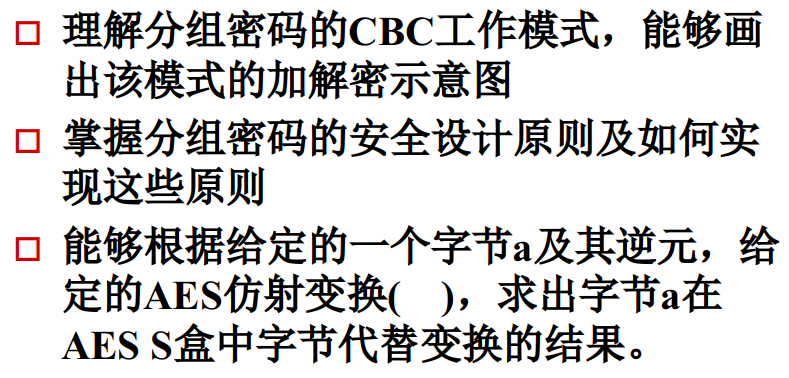 理解分组密码的CBC工作模式，能够画
出该模式的加解密示意图
掌握分组密码的安全设计原则及如何实
现这些原则
能够根据给定的一个字节a及其逆元，给
定的AES仿射变换(　)，求出字节a在
AES S盒中字节代替变换的结果。